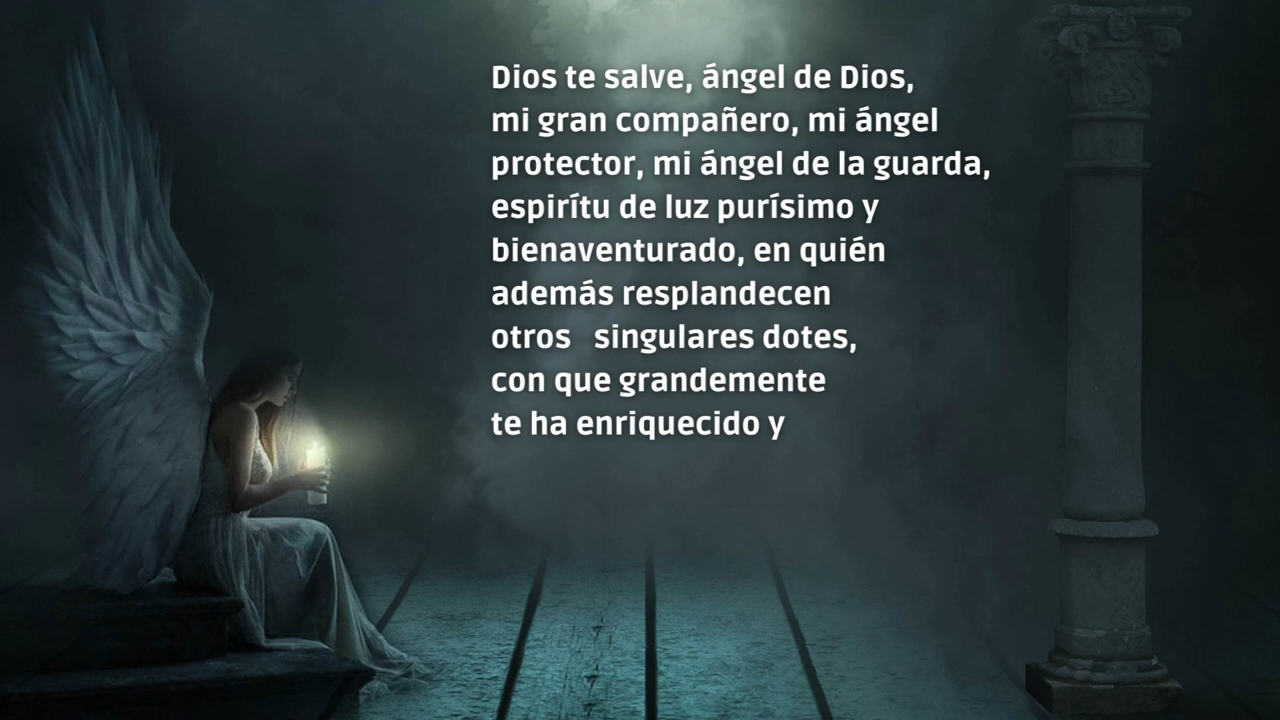 Dios te salve, ángel de Dios,
mi gran compañero, mi ángel
protector, mi ángel de la guarda,
espirítu de luz purísimo y
bienaventurado, en quién
además resplandecen
otros   singulares dotes,
con que grandemente
te ha enriquecido y